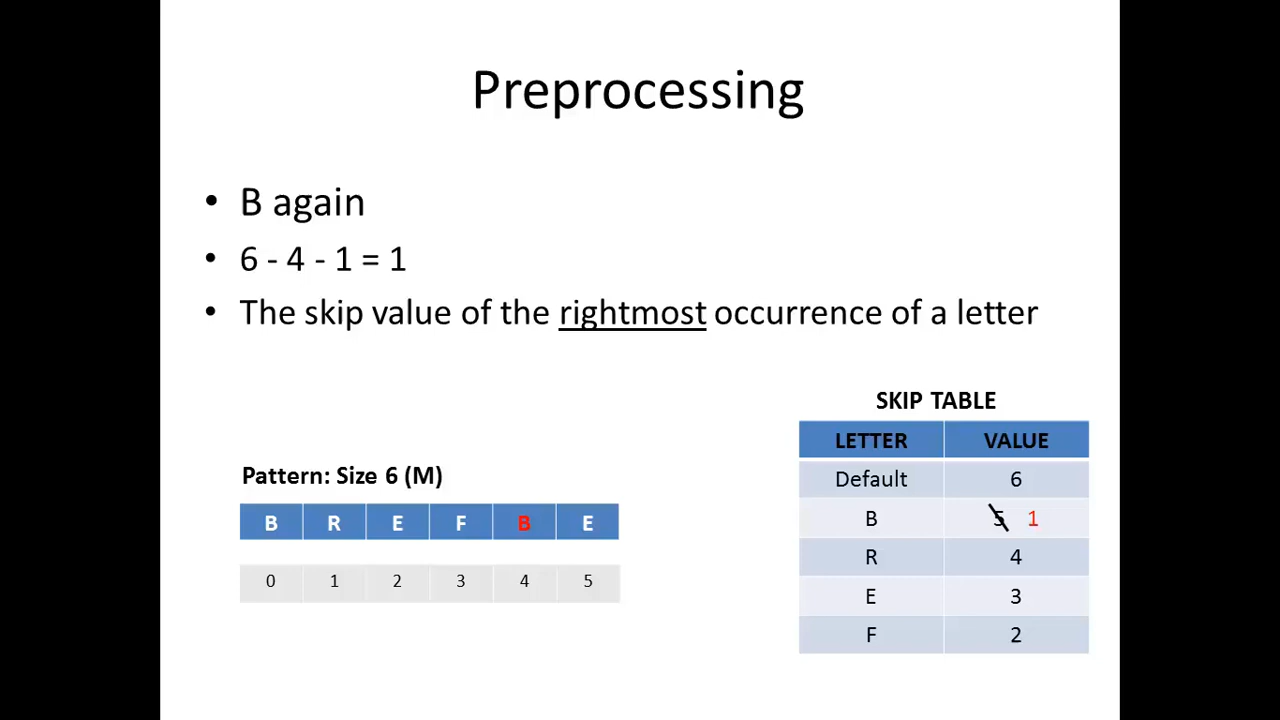 Preprocessing
• B again
• 6 - 4 - 1 = 1
• The skip value of the rightmost occurrence of a letter
SKIP TABLE
LETTER VALUE
Default 6
B 5 1
R 4
E 3
F 2
Pattern: Size 6 (M)
B R E F B E
0 1 2 3 4 5